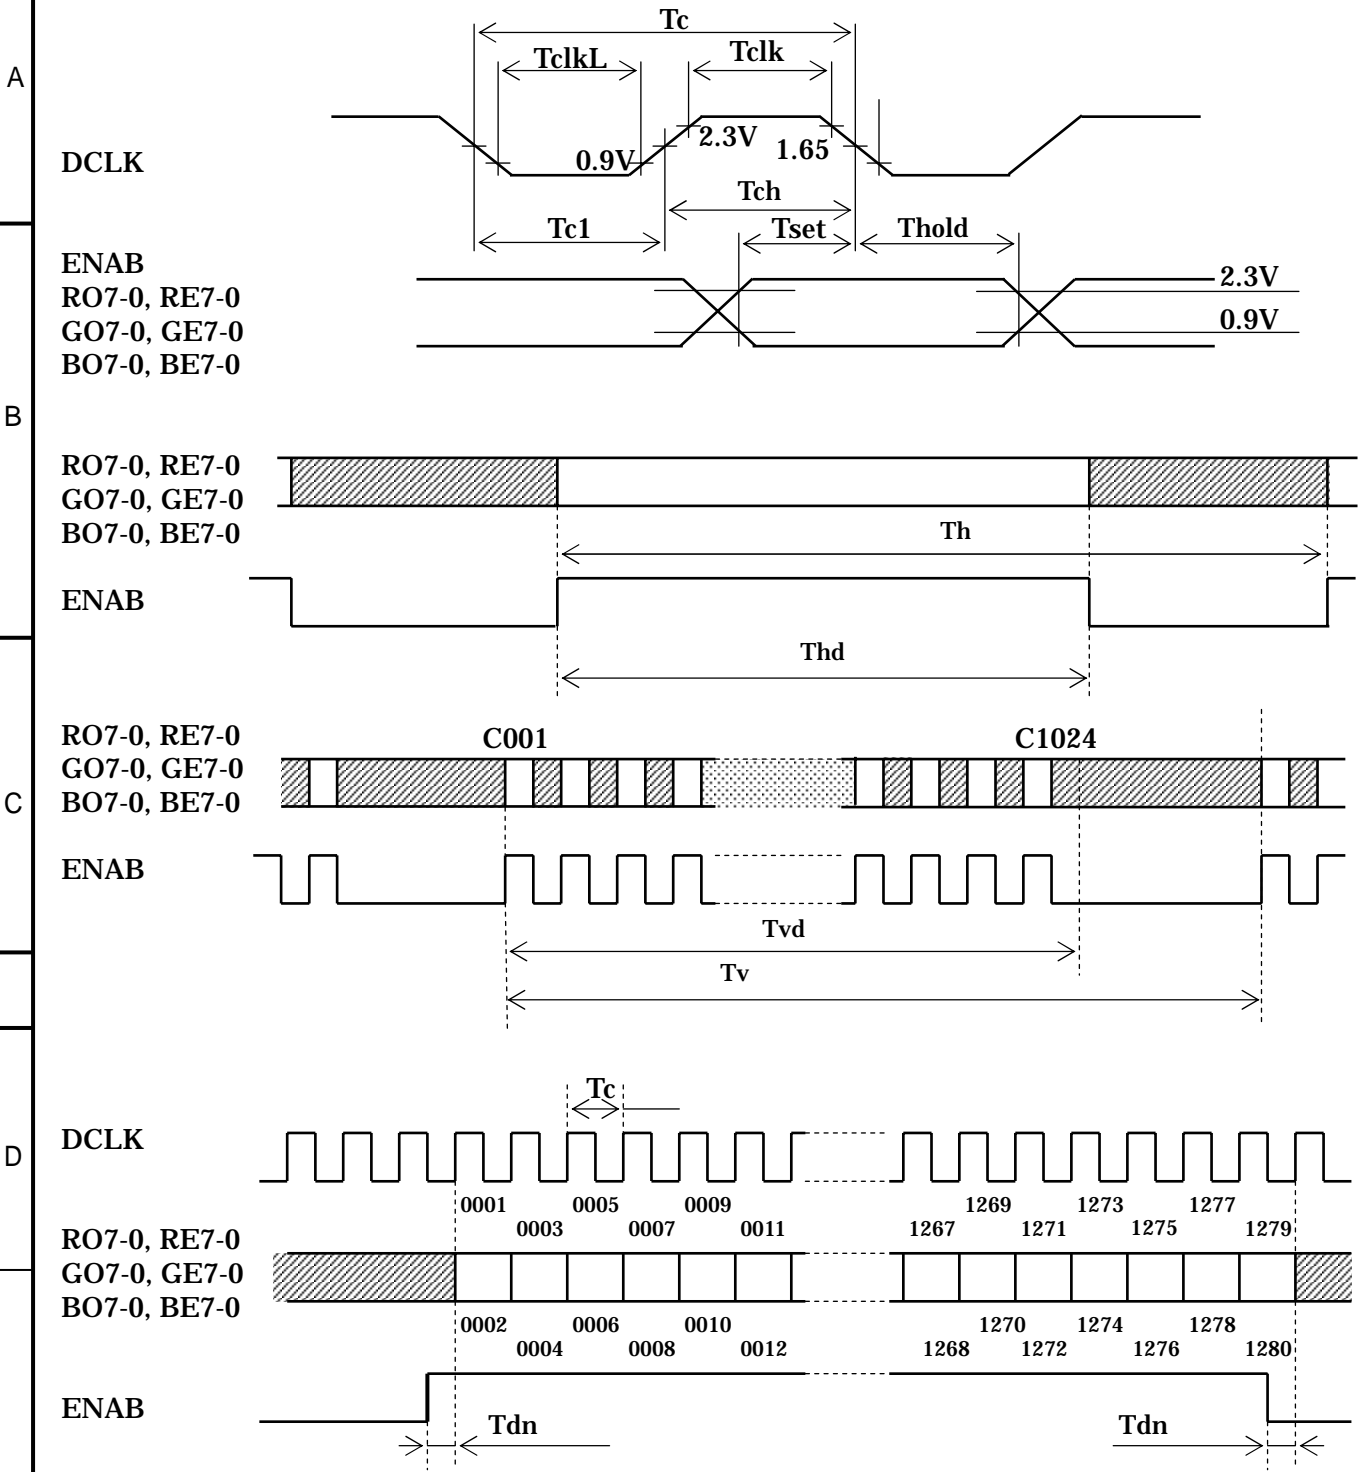 Tc
TclkL
Tclk
A
2.3V
1.65
0.9V
DCLK
Tch
Tc1
Tset
Thold
ENAB
RO7-0, RE7-0
GO7-0, GE7-0
BO7-0, BE7-0
2.3V
0.9V
B
RO7-0, RE7-0
GO7-0, GE7-0
BO7-0, BE7-0
Th
ENAB
Thd
RO7-0, RE7-0
GO7-0, GE7-0
BO7-0, BE7-0
C001
C1024
C
ENAB
Tvd
Tv
Tc
DCLK
D
0001 0005 0009 1269 1273 1277
0003 0007 0011 1267 1271 1275 1279
RO7-0, RE7-0
GO7-0, GE7-0
BO7-0, BE7-0
0002 0006 0010 1270 1274 1278
0004 0008 0012 1268 1272 1276 1280
ENAB
Tdn
Tdn